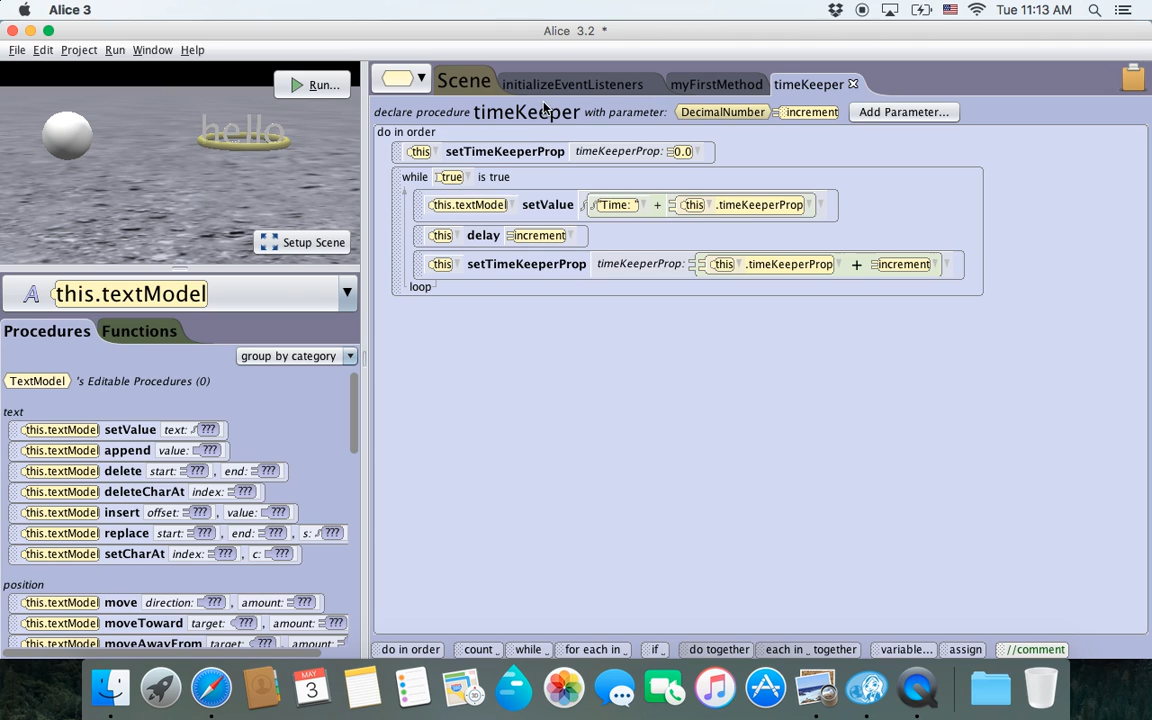 Alice 3
Tue 11:13 AM
Alice 3.2 *
File Edit Project Run Window Help
Run...
hello
Setup Scene
Scene initializeEventListeners myFirstMethod timeKeeper
declare procedure timeKeeper with parameter: DecimalNumber increment Add Parameter...
do in order
this setTimeKeeperProp timeKeeperProp: 0.0
while true is true
this.textModel setValue "Time: " + this .timeKeeperProp
this delay increment
this setTimeKeeperProp timeKeeperProp: this .timeKeeperProp + increment
loop
A this.textModel
Procedures Functions
group by category
TextModel 's Editable Procedures (0)
text
this.textModel setValue text: ???
this.textModel append value: ???
this.textModel delete start: ??? , end: ???
this.textModel deleteCharAt index: ???
this.textModel insert offset: ??? , value: ???
this.textModel replace start: ??? , end: ??? , s: ???
this.textModel setCharAt index: ??? , c: ???
position
this.textModel move direction: ??? , amount: ???
this.textModel moveToward target: ??? , amount: ???
this.textModel moveAwayFrom target: ??? , amount:
do in order count while for each in if do together each in together variable... assign //comment
MAY
3